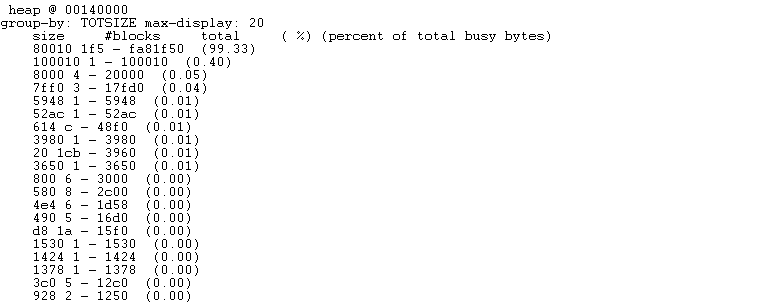 heap @ 00140000
group-by: TOTSIZE max-display: 20
size #blocks total ( %) (percent of total busy bytes)
80010 1f5 - fa81f50 (99.33)
100010 1 - 100010 (0.40)
8000 4 - 20000 (0.05)
7ff0 3 - 17fd0 (0.04)
5948 1 - 5948 (0.01)
52ac 1 - 52ac (0.01)
614 c - 48f0 (0.01)
3980 1 - 3980 (0.01)
20 1cb - 3960 (0.01)
3650 1 - 3650 (0.01)
800 6 - 3000 (0.00)
580 8 - 2c00 (0.00)
4e4 6 - 1d58 (0.00)
490 5 - 16d0 (0.00)
d8 1a - 15f0 (0.00)
1530 1 - 1530 (0.00)
1424 1 - 1424 (0.00)
1378 1 - 1378 (0.00)
3c0 5 - 12c0 (0.00)
928 2 - 1250 (0.00)